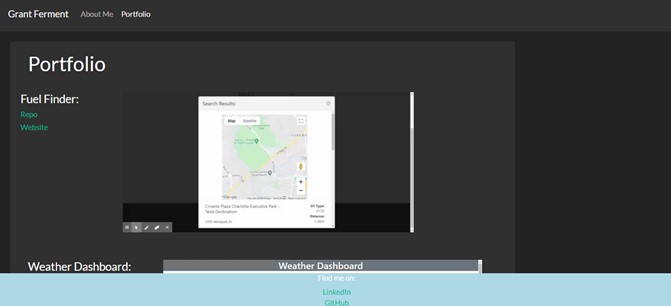 Grant Ferment About Me Portfolio
Portfolio
Fuel Finder:
Repo
Website
Search Results:
Map Satellite
Google
Crowne Plaza Charlotte Executive Park -
Tesla Destination
EV Type:
Distance:
Weather Dashboard:
Weather Dashboard
Find me on:
LinkedIn
GitHub